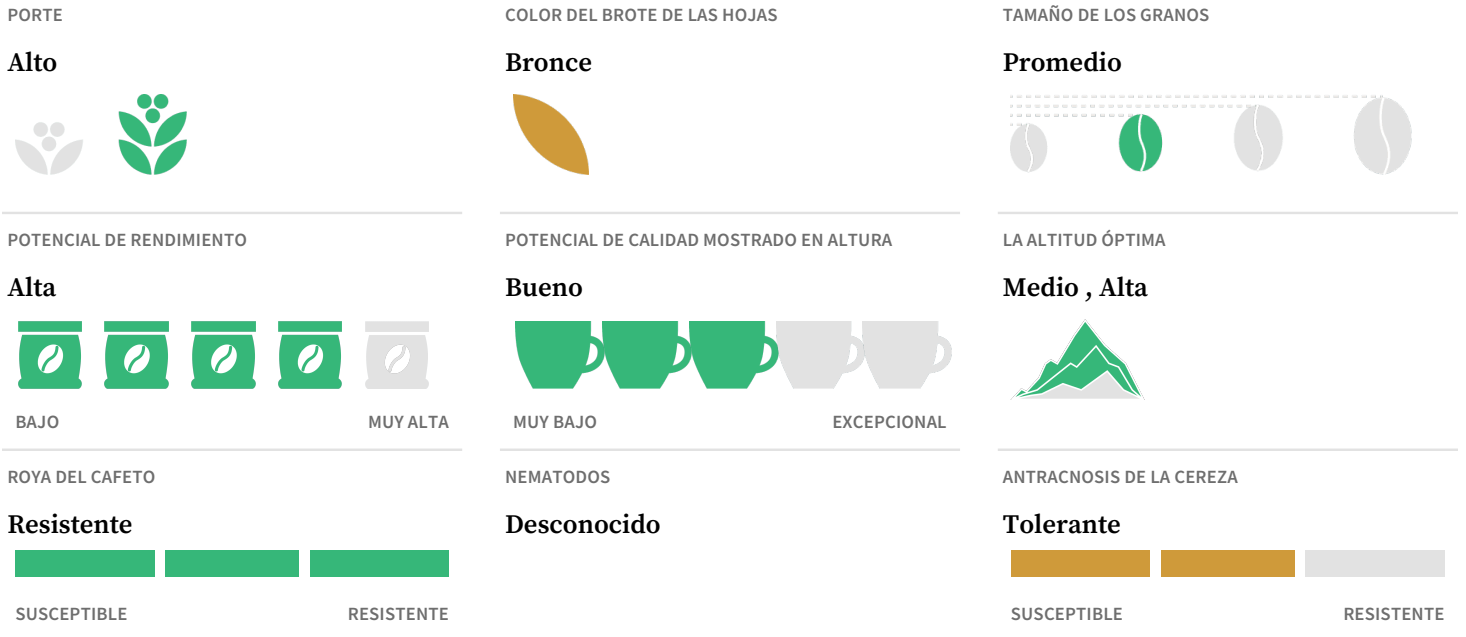 PORTE
Alto
COLOR DEL BROTE DE LAS HOJAS
Bronce
TAMAÑO DE LOS GRANOS
Promedio
POTENCIAL DE RENDIMIENTO
Alta
BAJO
MUY ALTA
POTENCIAL DE CALIDAD MOSTRADO EN ALTURA
Bueno
MUY BAJO
EXCEPCIONAL
LA ALTITUD ÓPTIMA
Medio , Alta
ROYA DEL CAFETO
Resistente
SUSCEPTIBLE
RESISTENTE
NEMATODOS
Desconocido
ANTRACNOSIS DE LA CEREZA
Tolerante
SUSCEPTIBLE
RESISTENTE